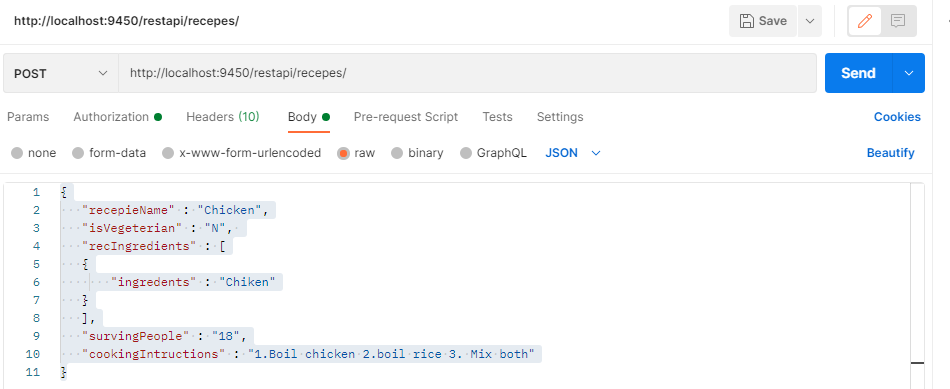 http://localhost:9450/restapi/recepes/
Save
POST
http://localhost:9450/restapi/recepes/
Send
Params Authorization Headers (10) Body Pre-request Script Tests Settings Cookies
none form-data x-www-form-urlencoded raw binary GraphQL JSON Beautify
1 {
2 "recepieName" : "Chicken",
3 "isVegeterian" : "N",
4 "recIngredients" : [
5 {
6 "ingredents" : "Chiken"
7 }
8 ],
9 "survingPeople" : "18",
10 "cookingIntructions" : "1.Boil chicken 2.boil rice 3. Mix both"
11 }